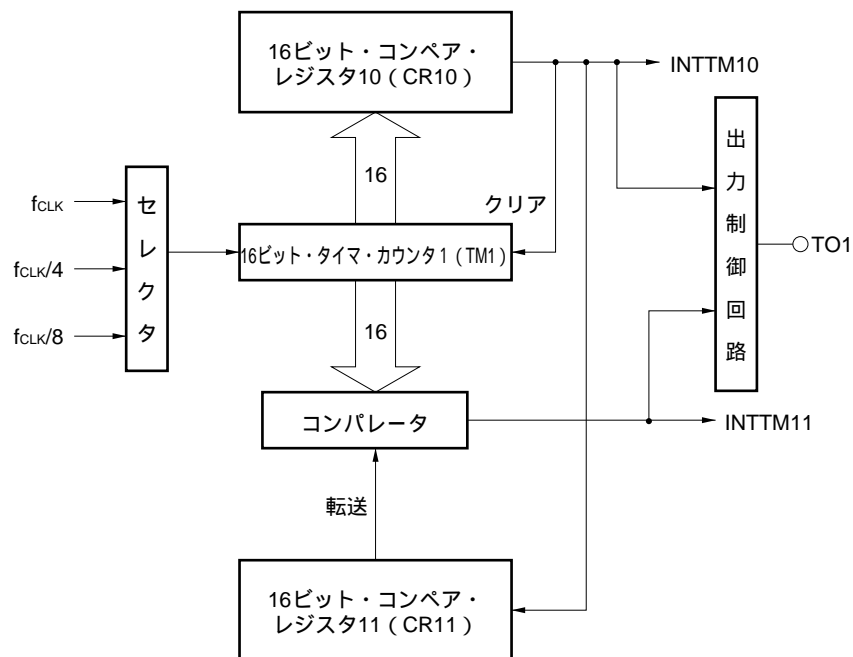 16ビット・コンペア・
レジスタ10（CR10）
INTTM10
16
クリア
fCLK
fCLK/4
fCLK/8
セレクタ
16ビット・タイマ・カウンタ1（TM1）
出力制御回路
TO1
16
コンパレータ
INTTM11
転送
16ビット・コンペア・
レジスタ11（CR11）